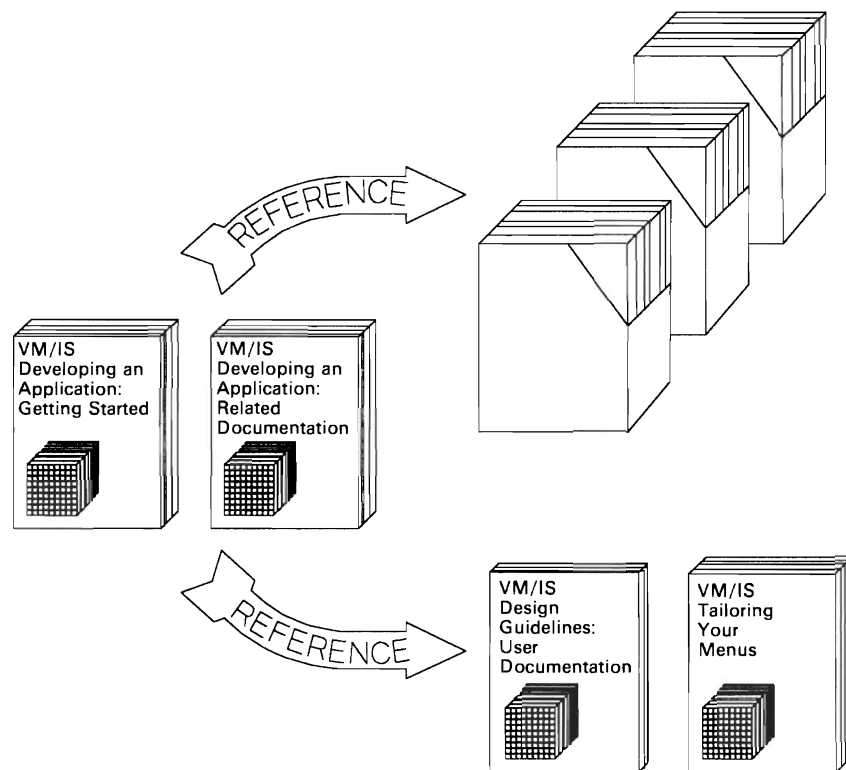 REFERENCE
VM/IS
Developing an
Application:
Getting Started
VM/IS
Developing an
Application:
Related
Documentation
REFERENCE
VM/IS
Design
Guidelines:
User
Documentation
VM/IS
Tailoring
Your
Menus